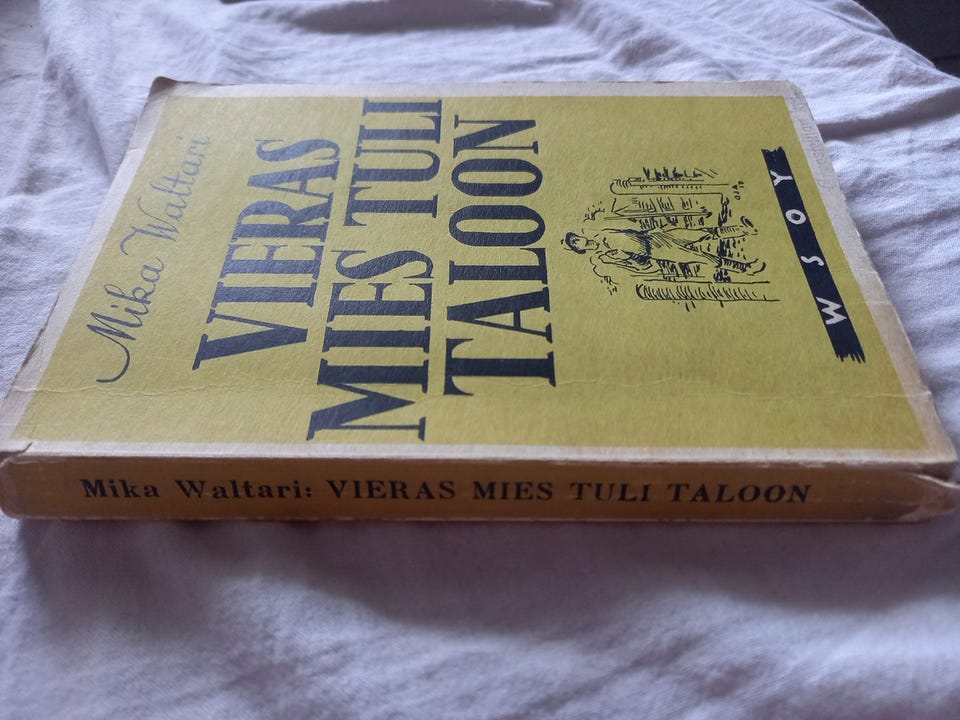 Mika Waltari
VIERAS
MIES TULI
TALOON
WSOY
Mika Waltari: VIERAS MIES TULI TALOON